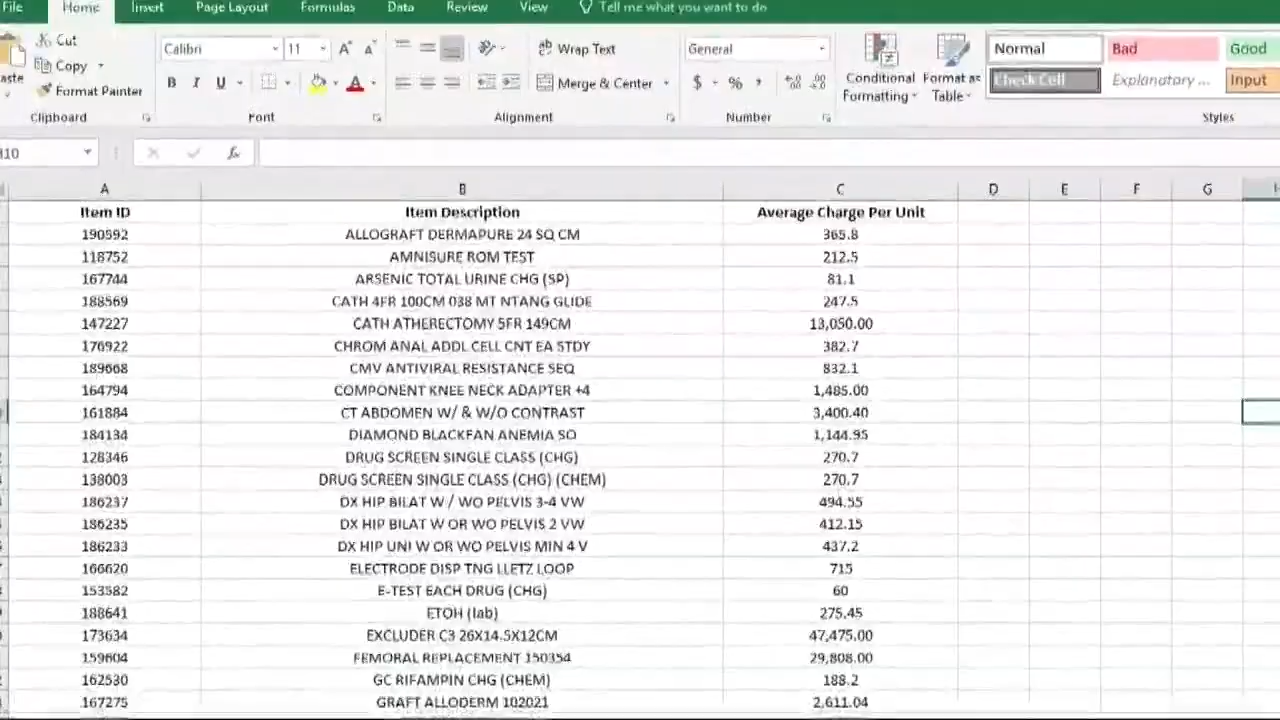 File Home Insert Page Layout Formulas Data Review View Tell me what you want to do
Cut
Copy
Format Painter
Clipboard
Calibri 11
B I U
Font
Wrap Text
Merge & Center
Alignment
General
$ % ,
Number
Conditional Formatting
Format as Table
Normal Bad Good
Check Cell Explanatory ... Input
Styles
fx
A B C D E F G
Item ID Item Description Average Charge Per Unit
190592 ALLOGRAFT DERMAPURE 24 SQ CM 365.8
118752 AMNISURE ROM TEST 212.5
167744 ARSENIC TOTAL URINE CHG (SP) 81.1
188569 CATH 4FR 100CM 038 MT NTANG GLIDE 247.5
147227 CATH ATHERECTOMY 5FR 149CM 13,050.00
176922 CHROM ANAL ADDL CELL CNT EA STDY 382.7
189668 CMV ANTIVIRAL RESISTANCE SEQ 832.1
164794 COMPONENT KNEE NECK ADAPTER +4 1,485.00
161884 CT ABDOMEN W/ & W/O CONTRAST 3,400.40
184134 DIAMOND BLACKFAN ANEMIA SQ 1,144.95
128346 DRUG SCREEN SINGLE CLASS (CHG) 270.7
138003 DRUG SCREEN SINGLE CLASS (CHG) (CHEM) 270.7
186237 DX HIP BILAT W / WO PELVIS 3-4 VW 494.55
186235 DX HIP BILAT W OR WO PELVIS 2 VW 412.15
186233 DX HIP UNI W OR WO PELVIS MIN 4 V 437.2
166620 ELECTRODE DISP TNG LLETZ LOOP 715
153582 E-TEST EACH DRUG (CHG) 60
188641 ETOH (lab) 275.45
173634 EXCLUDER C3 26X14.5X12CM 47,475.00
159604 FEMORAL REPLACEMENT 150354 29,808.00
162530 GC RIFAMPIN CHG (CHEM) 188.2
167275 GRAFT ALLODERM 102021 2,611.04